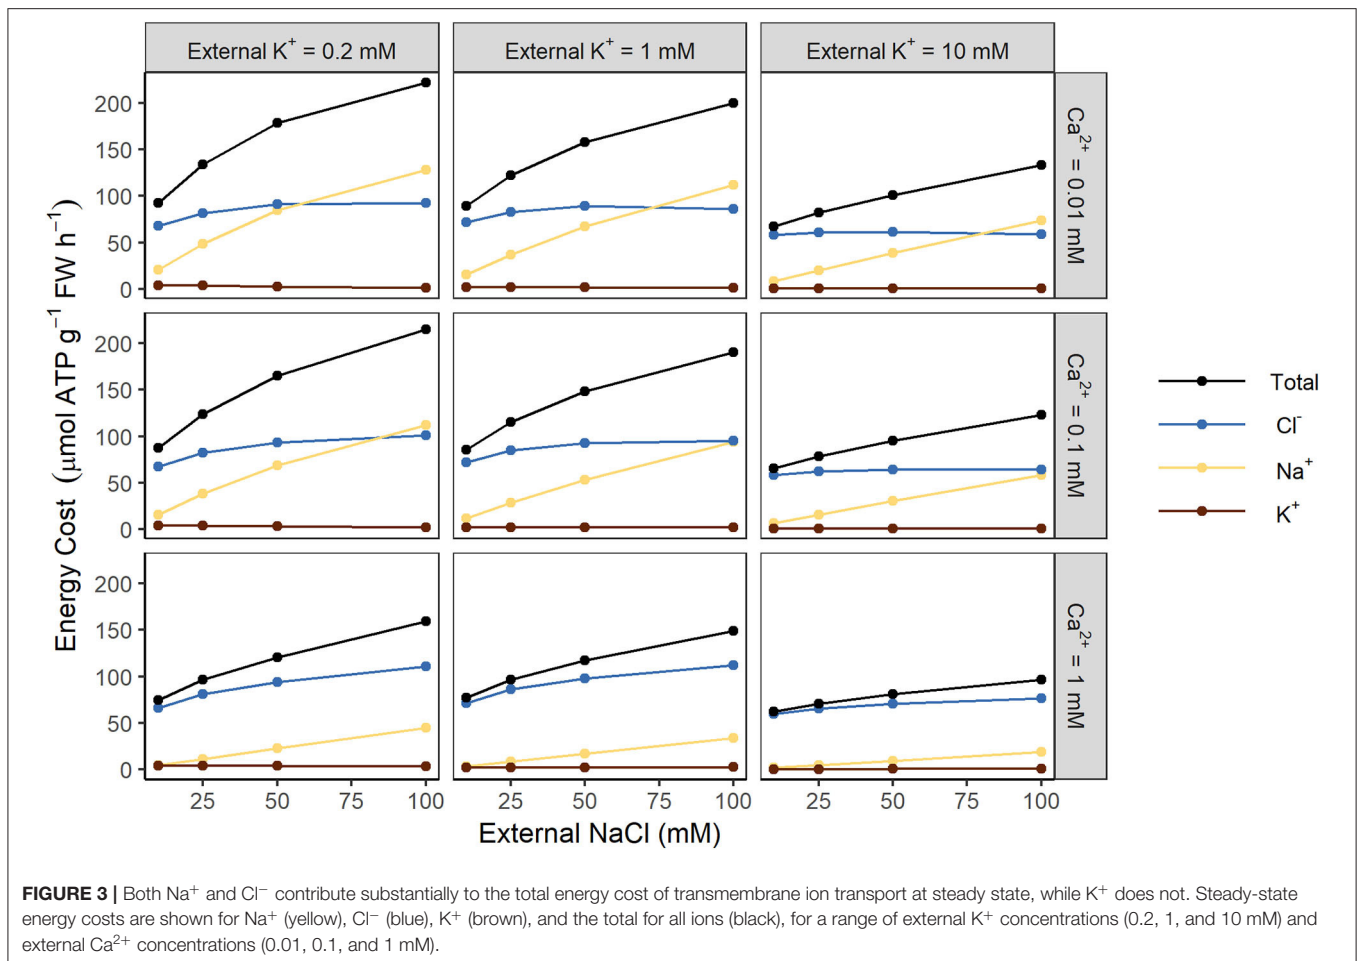 External K⁺ = 0.2 mM
External K⁺ = 1 mM
External K⁺ = 10 mM
200
150
100
50
0
Ca²⁺ = 0.01 mM
200
150
100
50
0
Ca²⁺ = 0.1 mM
200
150
100
50
0
Ca²⁺ = 1 mM
Energy Cost (μmol ATP g⁻¹ FW h⁻¹)
25 50 75 100
25 50 75 100
25 50 75 100
External NaCl (mM)
Total
Cl⁻
Na⁺
K⁺
FIGURE 3 | Both Na⁺ and Cl⁻ contribute substantially to the total energy cost of transmembrane ion transport at steady state, while K⁺ does not. Steady-state
energy costs are shown for Na⁺ (yellow), Cl⁻ (blue), K⁺ (brown), and the total for all ions (black), for a range of external K⁺ concentrations (0.2, 1, and 10 mM) and
external Ca²⁺ concentrations (0.01, 0.1, and 1 mM).